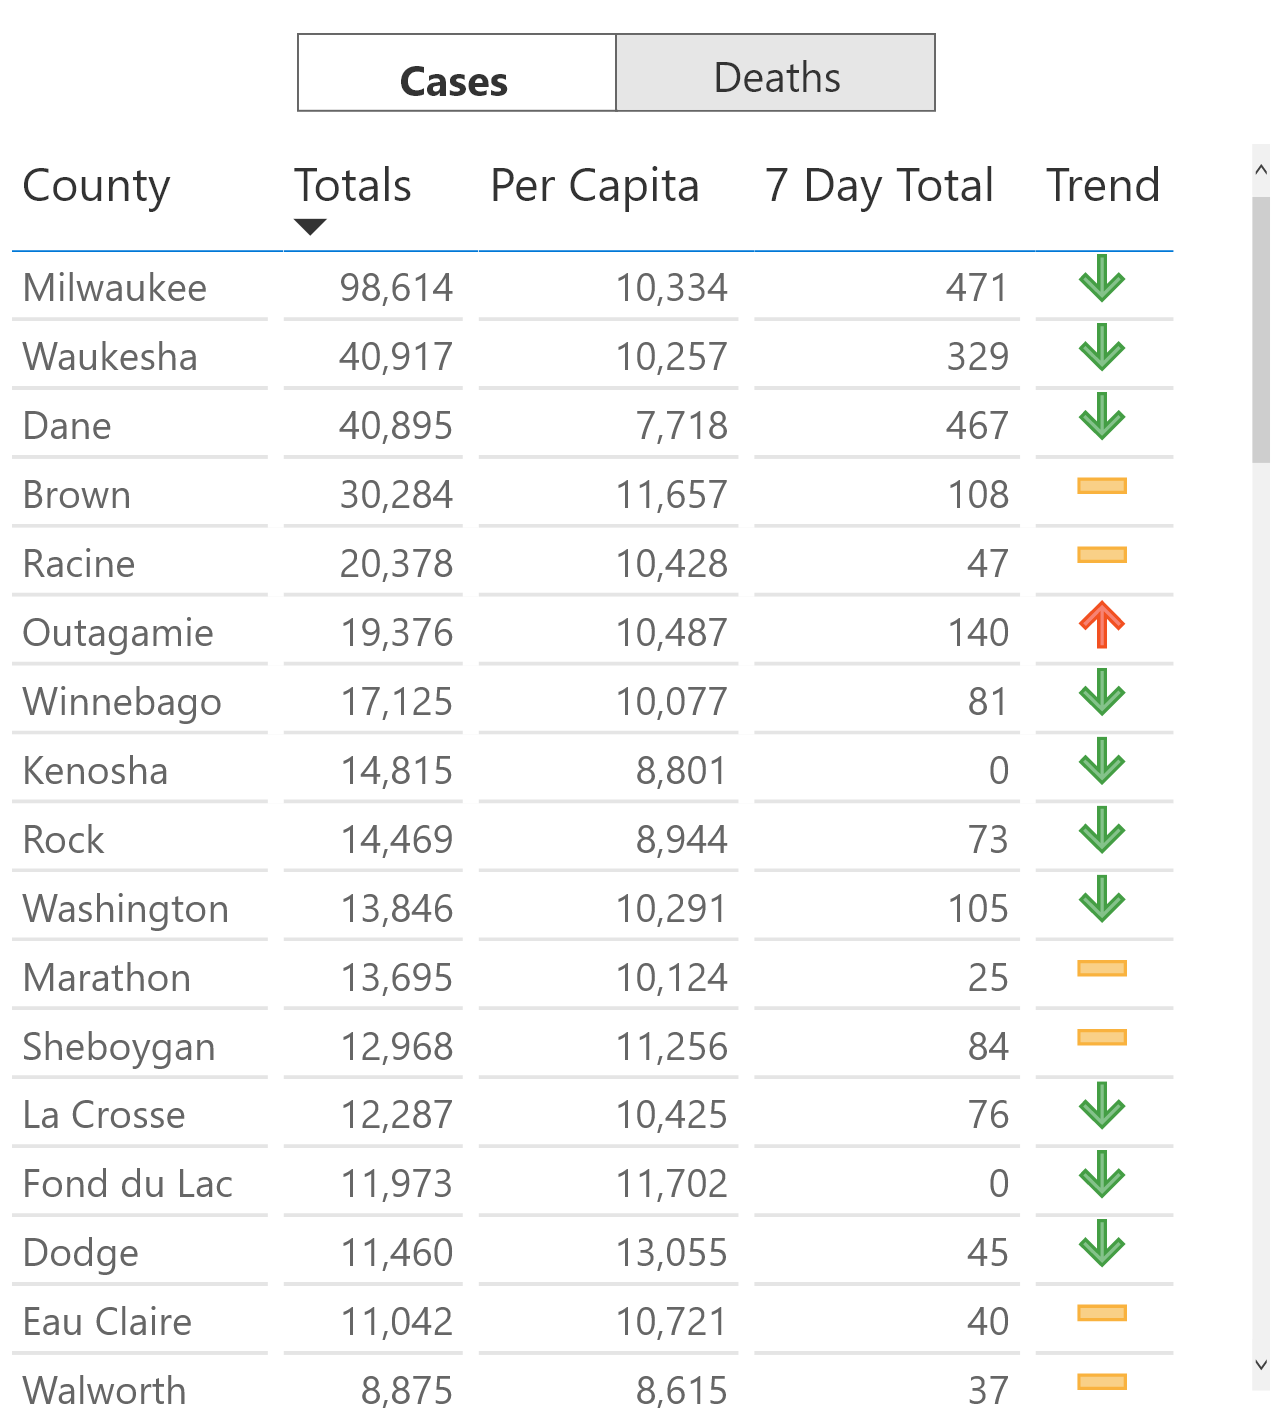 Cases Deaths
County Totals Per Capita 7 Day Total Trend
Milwaukee 98,614 10,334 471
Waukesha 40,917 10,257 329
Dane 40,895 7,718 467
Brown 30,284 11,657 108
Racine 20,378 10,428 47
Outagamie 19,376 10,487 140
Winnebago 17,125 10,077 81
Kenosha 14,815 8,801 0
Rock 14,469 8,944 73
Washington 13,846 10,291 105
Marathon 13,695 10,124 25
Sheboygan 12,968 11,256 84
La Crosse 12,287 10,425 76
Fond du Lac 11,973 11,702 0
Dodge 11,460 13,055 45
Eau Claire 11,042 10,721 40
Walworth 8,875 8,615 37